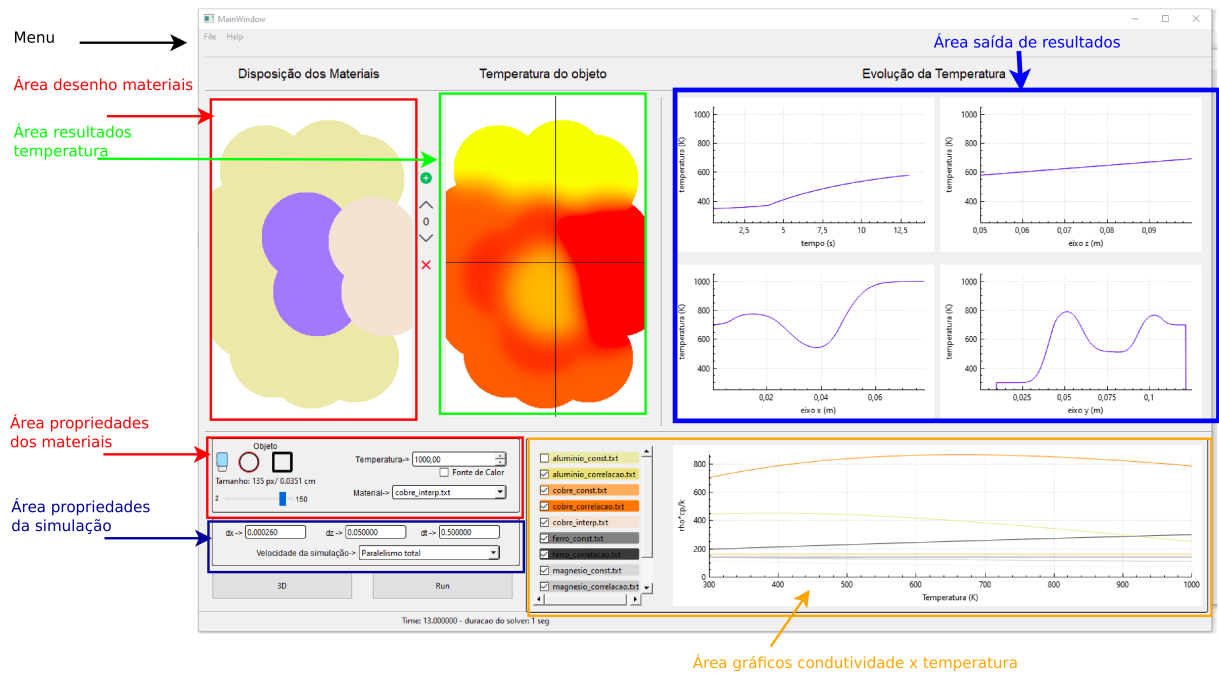 MainWindow
File Help
Menu
Área saída de resultados
Disposição dos Materiais
Temperatura do objeto
Evolução da Temperatura
Área desenho materiais
Área resultados
temperatura
0
temperatura (K)
1000
800
600
400
2,5 5 7,5 10 12,5
tempo (s)
temperatura (K)
1000
800
600
400
0,05 0,06 0,07 0,08 0,09
eixo z (m)
temperatura (K)
1000
800
600
400
0,02 0,04 0,06
eixo x (m)
temperatura (K)
1000
800
600
400
0,025 0,05 0,075 0,1
eixo y (m)
Área propriedades
dos materiais
Objeto
Temperatura-> 1000,00
Fonte de Calor
Tamanho: 135 px/ 0.0351 cm
2 150
Material-> cobre_interp.txt
Área propriedades
da simulação
dx -> 0.000260 dz -> 0.050000 dt -> 0.500000
Velocidade da simulação-> Paralelismo total
3D Run
aluminio_const.txt
aluminio_correlacao.txt
cobre_const.txt
cobre_correlacao.txt
cobre_interp.txt
ferro_const.txt
ferro_correlacao.txt
magnesio_const.txt
magnesio_correlacao.txt
rho*cp/k
800
600
400
200
0
300 400 500 600 700 800 900 1000
Temperatura (K)
Time: 13.000000 - duracao do solver: 1 seg
Área gráficos condutividade x temperatura